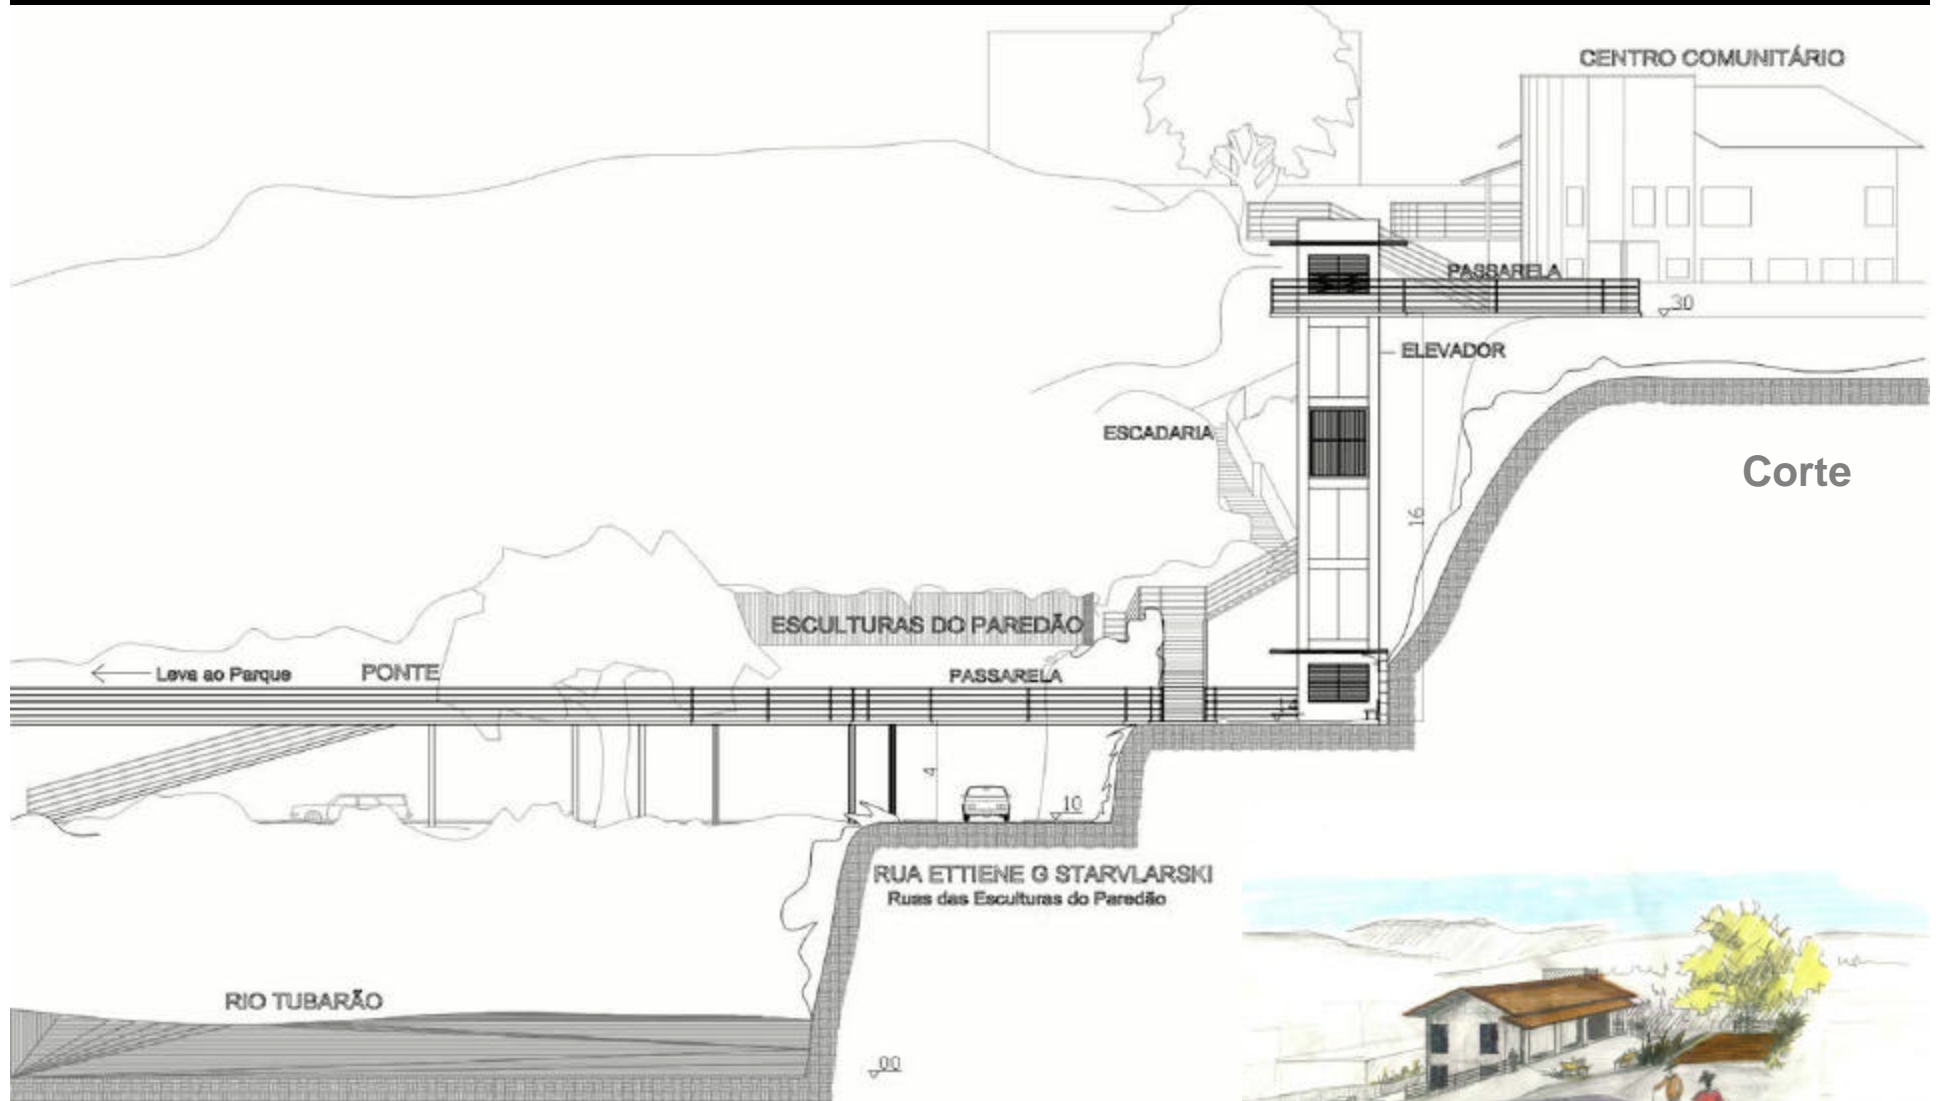 CENTRO COMUNITÁRIO
PASSARELA
30
ELEVADOR
ESCADARIA
Corte
16
ESCULTURAS DO PAREDÃO
Leva ao Parque
PONTE
PASSARELA
4
10
RUA ETTIENE G STARVLARSKI
Ruas das Esculturas do Paredão
RIO TUBARÃO
00